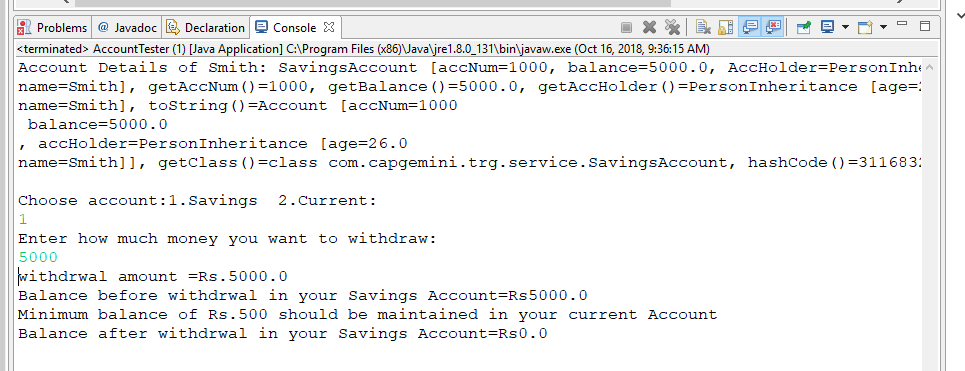 Problems @ Javadoc Declaration Console
<terminated> AccountTester (1) [Java Application] C:\Program Files (x86)\Java\jre1.8.0_131\bin\javaw.exe (Oct 16, 2018, 9:36:15 AM)
Account Details of Smith: SavingsAccount [accNum=1000, balance=5000.0, AccHolder=PersonInhe
name=Smith], getAccNum()=1000, getBalance()=5000.0, getAccHolder()=PersonInheritance [age=2
name=Smith], toString()=Account [accNum=1000
balance=5000.0
, accHolder=PersonInheritance [age=26.0
name=Smith]], getClass()=class com.capgemini.trg.service.SavingsAccount, hashCode()=3116832
Choose account:1.Savings 2.Current:
1
Enter how much money you want to withdraw:
5000
withdrwal amount =Rs.5000.0
Balance before withdrwal in your Savings Account=Rs5000.0
Minimum balance of Rs.500 should be maintained in your current Account
Balance after withdrwal in your Savings Account=Rs0.0